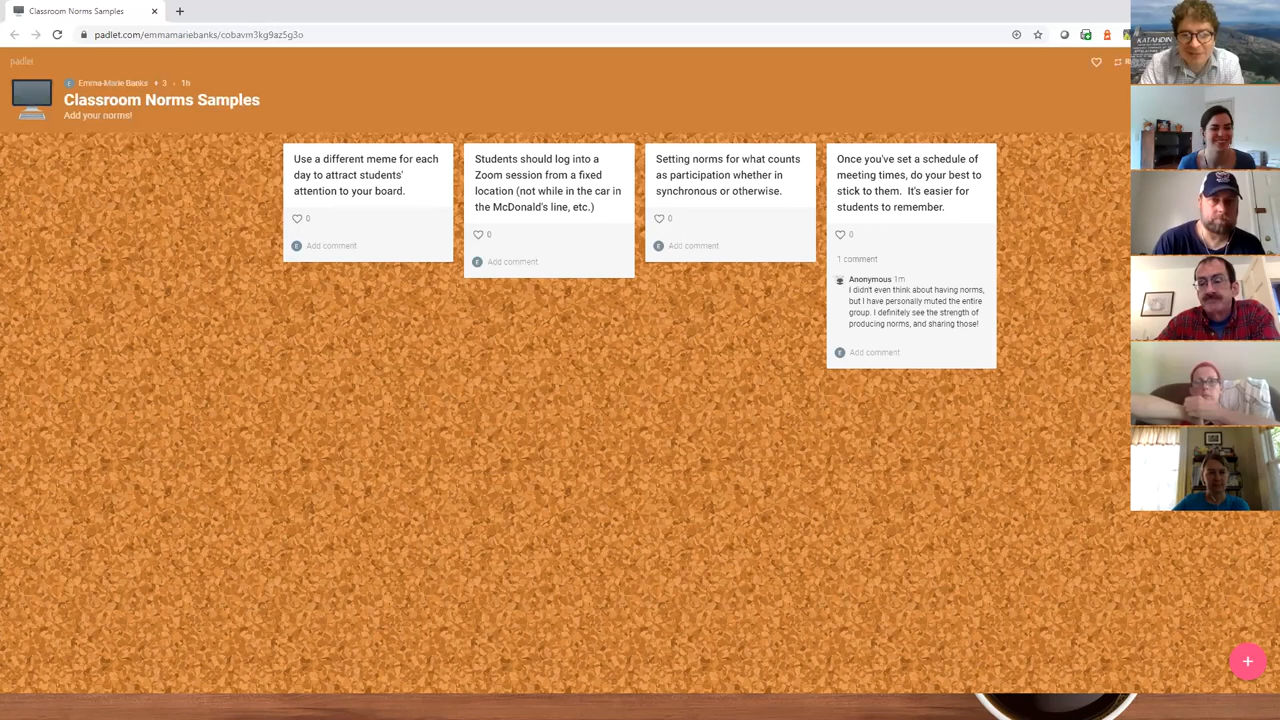 Classroom Norms Samples
padlet.com/emmamariebanks/cobavm3kg9az5g3o
padlet
Emma-Marie Banks + 3 · 1h
Classroom Norms Samples
Add your norms!
Use a different meme for each
day to attract students'
attention to your board.
0
Add comment
Students should log into a
Zoom session from a fixed
location (not while in the car in
the McDonald's line, etc.)
0
Add comment
Setting norms for what counts
as participation whether in
synchronous or otherwise.
0
Add comment
Once you've set a schedule of
meeting times, do your best to
stick to them. It's easier for
students to remember.
0
1 comment
Anonymous 1m
I didn't even think about having norms,
but I have personally muted the entire
group. I definitely see the strength of
producing norms, and sharing those!
Add comment
KATAHDIN